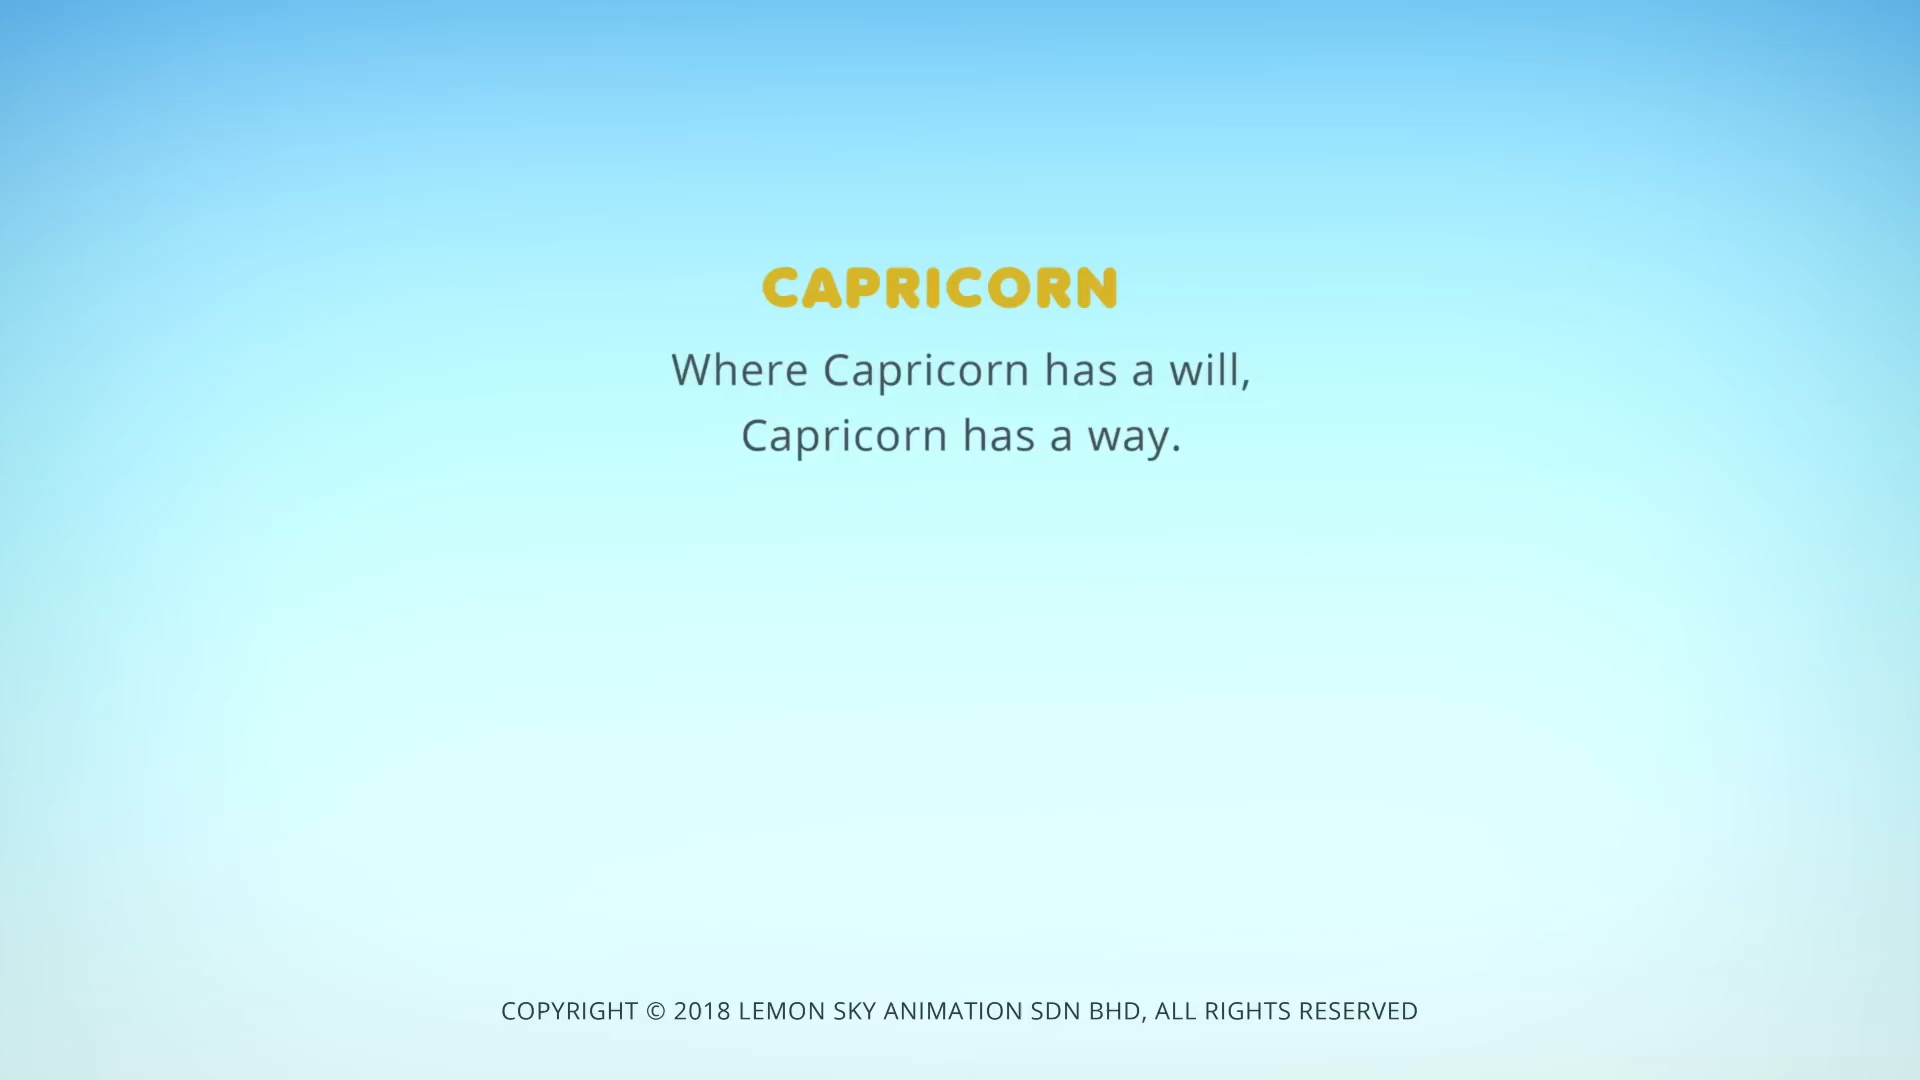 CAPRICORN
Where Capricorn has a will,
Capricorn has a way.
COPYRIGHT © 2018 LEMON SKY ANIMATION SDN BHD, ALL RIGHTS RESERVED